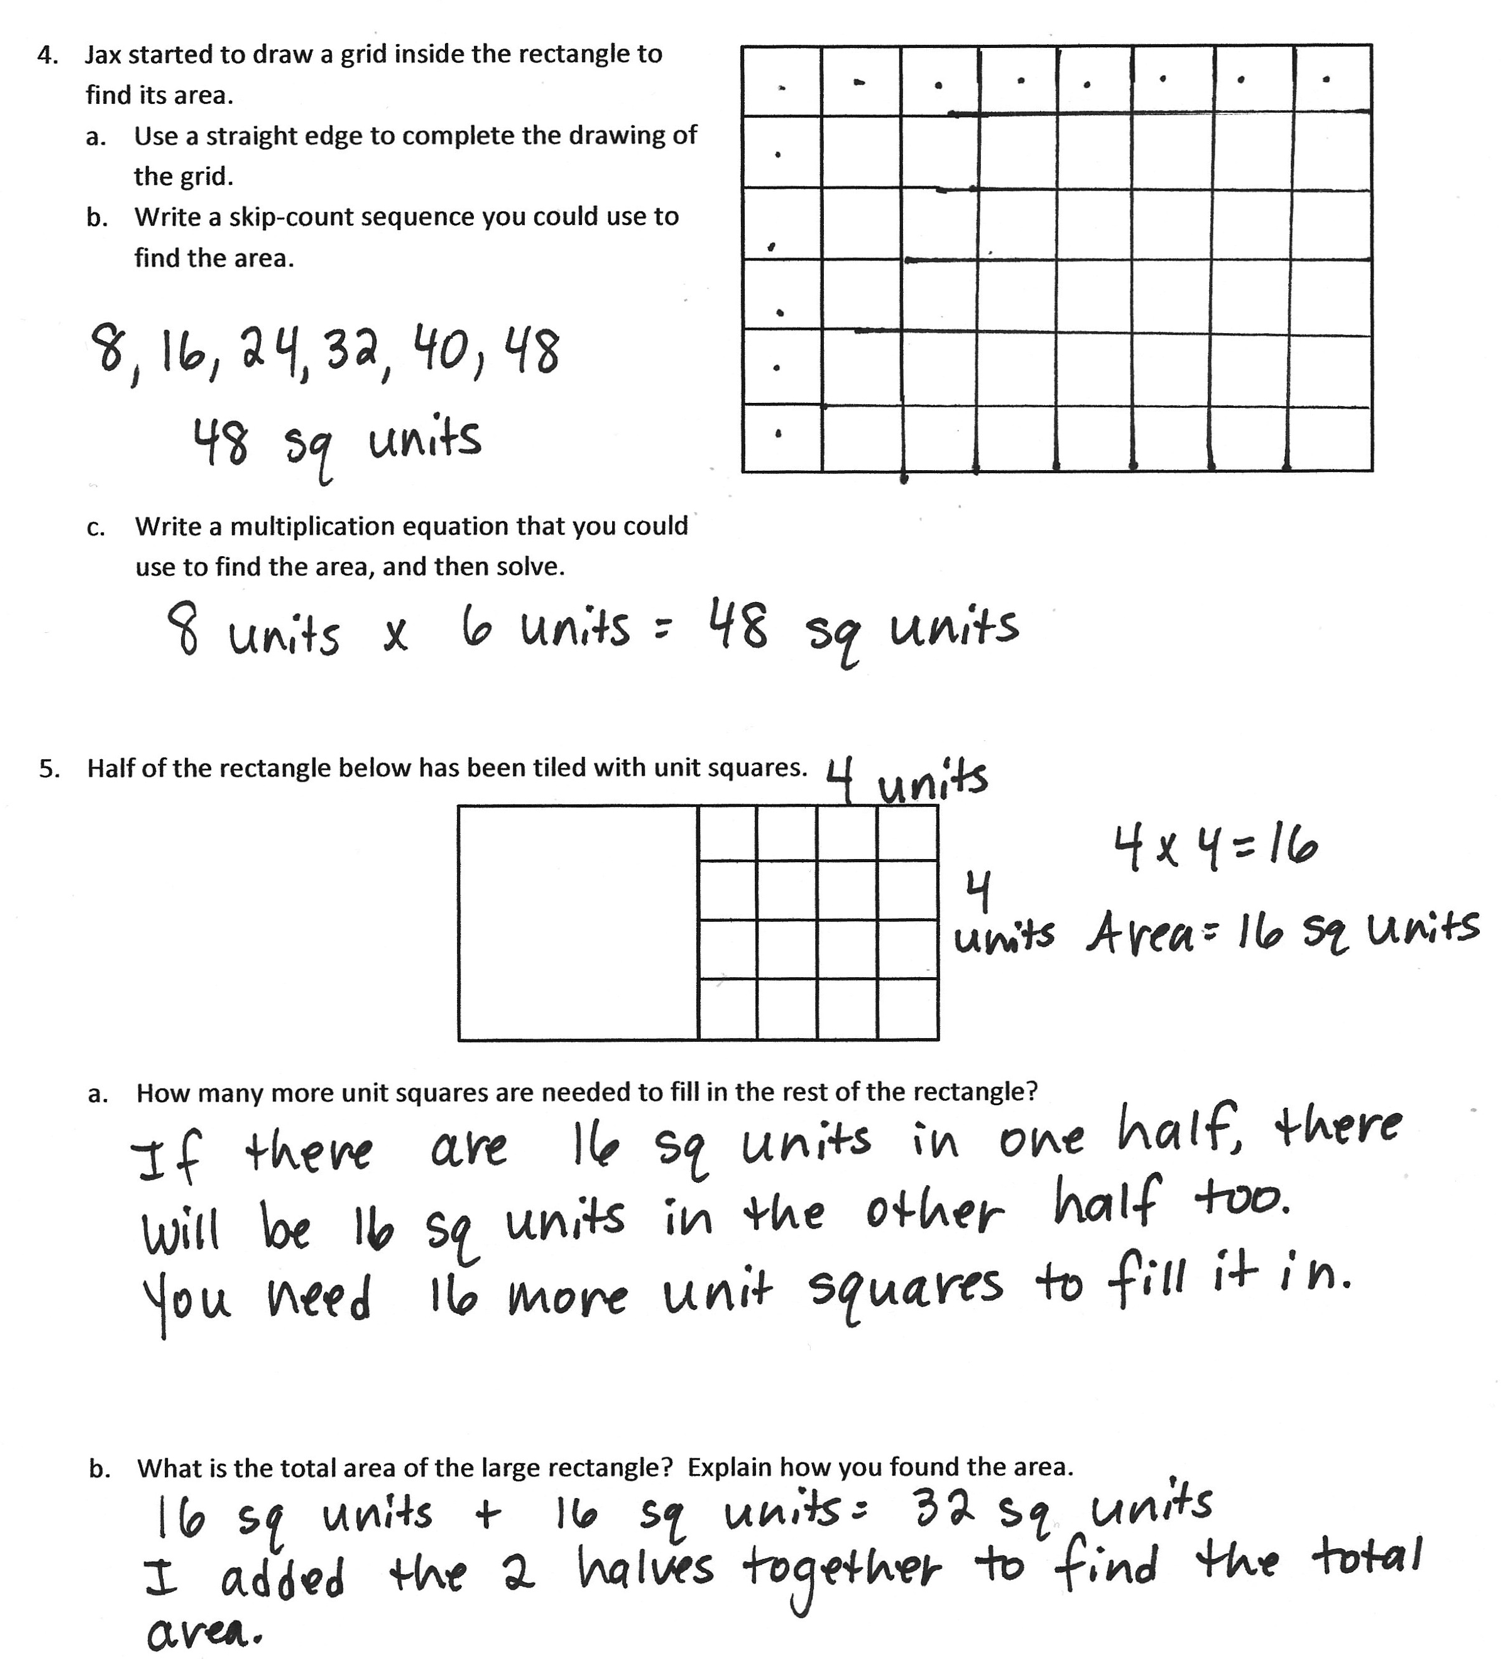 4. Jax started to draw a grid inside the rectangle to
find its area.
a. Use a straight edge to complete the drawing of
the grid.
b. Write a skip-count sequence you could use to
find the area.
8, 16, 24, 32, 40, 48
48 sq units
c. Write a multiplication equation that you could
use to find the area, and then solve.
8 units x 6 units = 48 sq units
5. Half of the rectangle below has been tiled with unit squares.
4 units
4 x 4 = 16
4
units
Area = 16 sq units
a. How many more unit squares are needed to fill in the rest of the rectangle?
If there are 16 sq units in one half, there
will be 16 sq units in the other half too.
You need 16 more unit squares to fill it in.
b. What is the total area of the large rectangle? Explain how you found the area.
16 sq units + 16 sq units = 32 sq units
I added the 2 halves together to find the total
area.